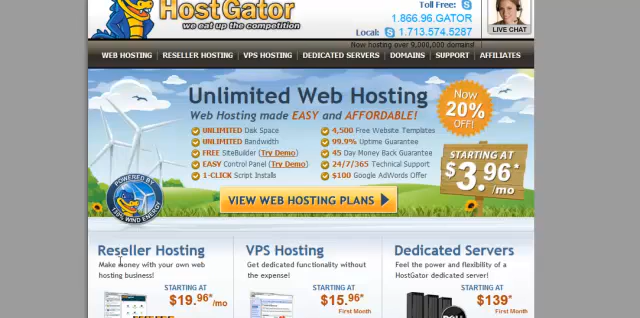 HostGator
we eat up the competition
Toll Free:
1.866.96.GATOR
Local: 1.713.574.5287
LIVE CHAT
Now hosting over 9,000,000 domains!
WEB HOSTING RESELLER HOSTING VPS HOSTING DEDICATED SERVERS DOMAINS SUPPORT AFFILIATES
Unlimited Web Hosting
Web Hosting made EASY and AFFORDABLE!
Now
20%
OFF!
UNLIMITED Disk Space
UNLIMITED Bandwidth
FREE SiteBuilder (Try Demo)
EASY Control Panel (Try Demo)
1-CLICK Script Installs
4,500 Free Website Templates
99.9% Uptime Guarantee
45 Day Money Back Guarantee
24/7/365 Technical Support
$100 Google AdWords Offer
STARTING AT
$3.96*
/mo
POWERED BY
130% WIND ENERGY
VIEW WEB HOSTING PLANS
Reseller Hosting
Make money with your own web
hosting business!
STARTING AT
$19.96*/mo
VPS Hosting
Get dedicated functionality without
the expense!
STARTING AT
$15.96*
First Month
Dedicated Servers
Feel the power and flexibility of a
HostGator dedicated server!
STARTING AT
$139*
First Month